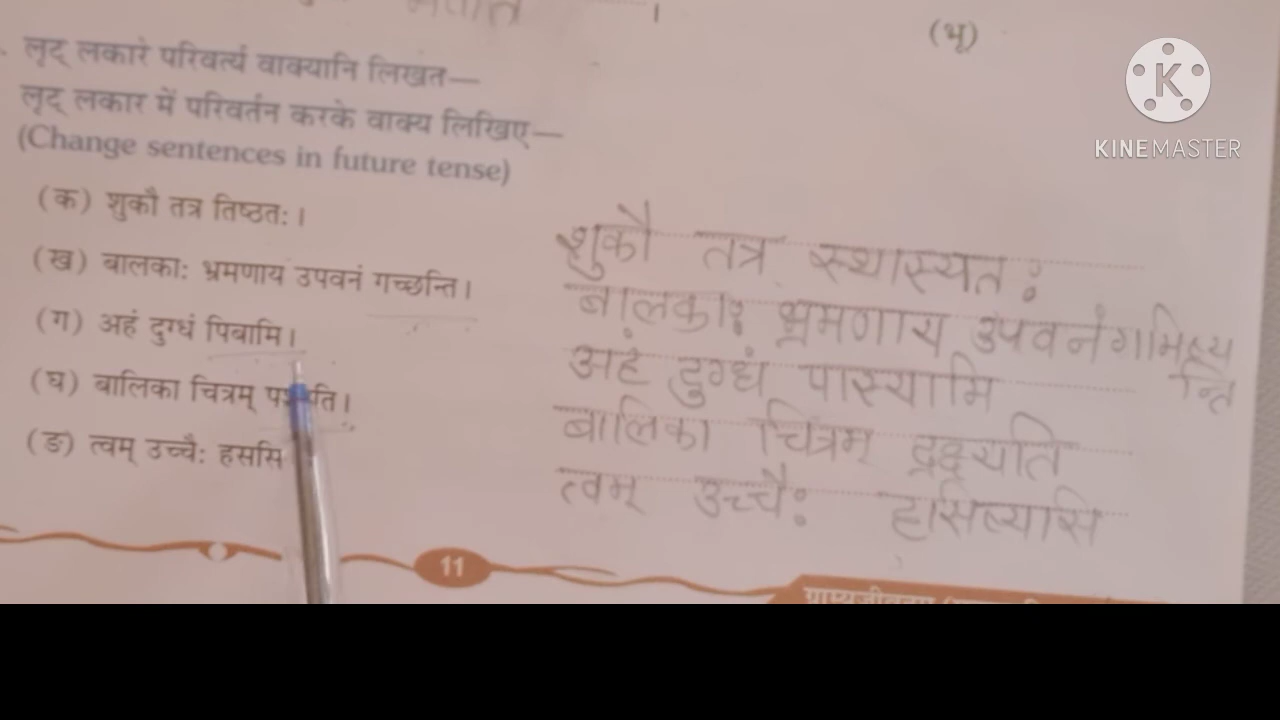 (भू)
लृट् लकारे परिवर्त्य वाक्यानि लिखत—
लृट् लकार में परिवर्तन करके वाक्य लिखिए—
(Change sentences in future tense)
(क) शुकौ तत्र तिष्ठतः।
शुकौ तत्र स्थास्यतः
(ख) बालकाः भ्रमणाय उपवनं गच्छन्ति।
बालकाः भ्रमणाय उपवनं गमिष्यन्ति
(ग) अहं दुग्धं पिबामि।
अहं दुग्धं पास्यामि
(घ) बालिका चित्रम्
बालिका चित्रम् द्रक्ष्यति
(ङ) त्वम् उच्चैः हससि
त्वम् उच्चैः हसिष्यसि
11
KINEMASTER